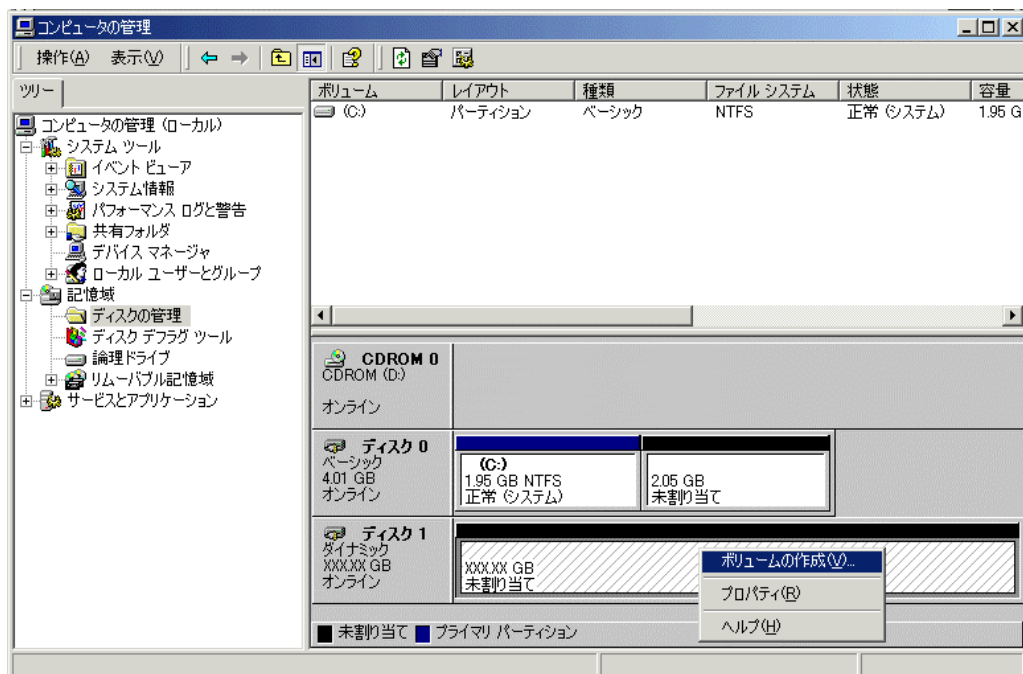 コンピュータの管理
操作(A) 表示(V)
ツリー
コンピュータの管理 (ローカル)
システム ツール
イベント ビューア
システム情報
パフォーマンス ログと警告
共有フォルダ
デバイス マネージャ
ローカル ユーザーとグループ
記憶域
ディスクの管理
ディスク デフラグ ツール
論理ドライブ
リムーバブル記憶域
サービスとアプリケーション
ボリューム レイアウト 種類 ファイル システム 状態 容量
(C:) パーティション ベーシック NTFS 正常 (システム) 1.95 G
CDROM 0
CDROM (D:)
オンライン
ディスク 0
ベーシック
4.01 GB
オンライン
(C:)
1.95 GB NTFS
正常 (システム)
2.05 GB
未割り当て
ディスク 1
ダイナミック
XXX.XX GB
オンライン
XXX.XX GB
未割り当て
ボリュームの作成(V)...
プロパティ(R)
ヘルプ(H)
未割り当て プライマリ パーティション